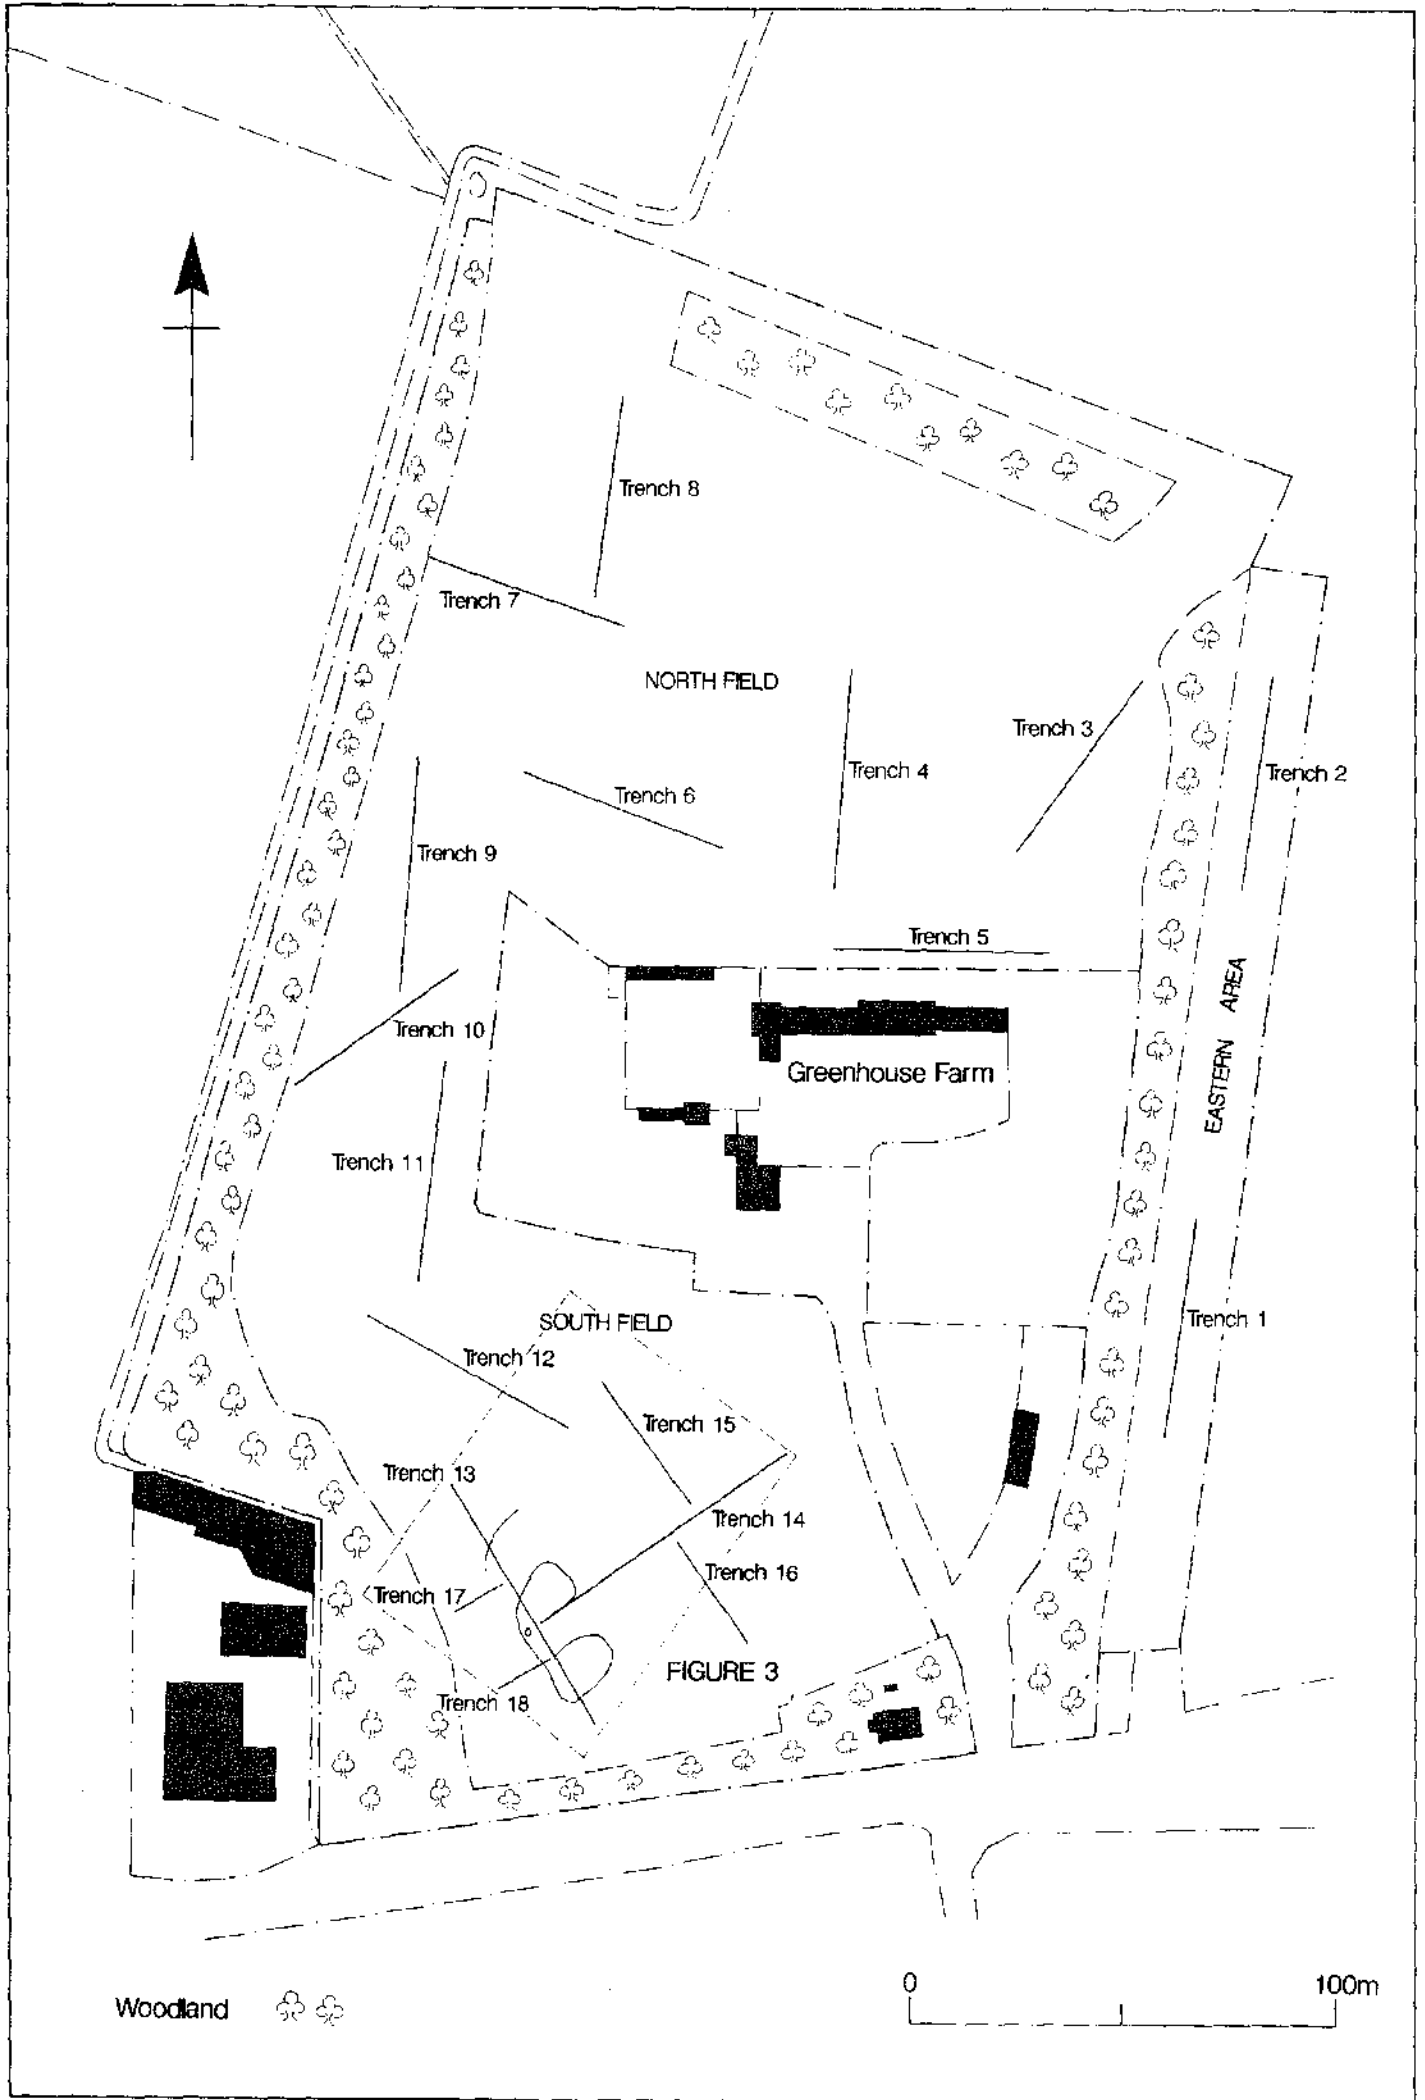 Trench 8
Trench 7
NORTH FIELD
Trench 3
Trench 4
Trench 2
Trench 6
Trench 9
Trench 5
EASTERN AREA
Trench 10
Greenhouse Farm
Trench 11
SOUTH FIELD
Trench 1
Trench 12
Trench 15
Trench 13
Trench 14
Trench 16
Trench 17
FIGURE 3
Trench 18
0
100m
Woodland